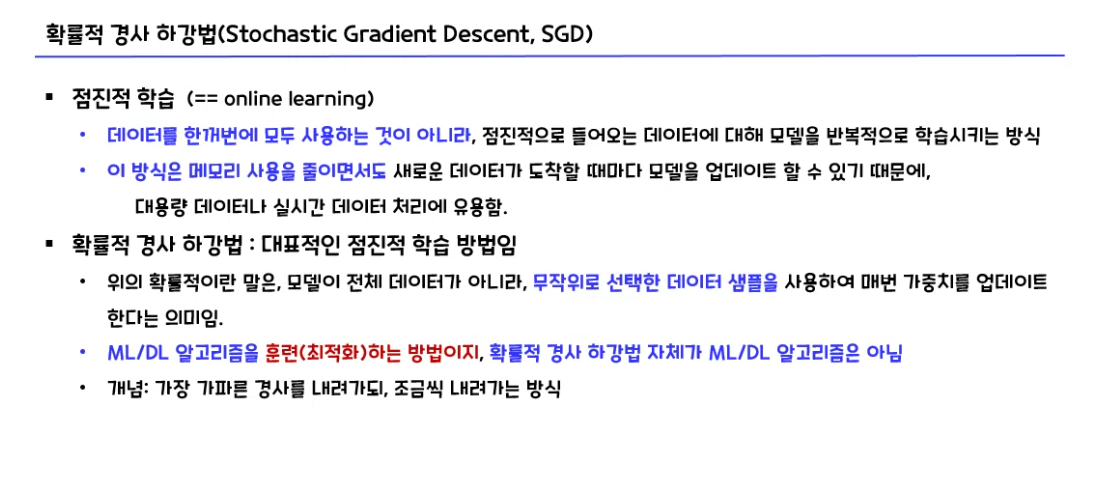 확률적 경사 하강법(Stochastic Gradient Descent, SGD)
▪ 점진적 학습 (== online learning)
• 데이터를 한꺼번에 모두 사용하는 것이 아니라, 점진적으로 들어오는 데이터에 대해 모델을 반복적으로 학습시키는 방식
• 이 방식은 메모리 사용을 줄이면서도 새로운 데이터가 도착할 때마다 모델을 업데이트 할 수 있기 때문에,
대용량 데이터나 실시간 데이터 처리에 유용함.
▪ 확률적 경사 하강법 : 대표적인 점진적 학습 방법임
• 위의 확률적이란 말은, 모델이 전체 데이터가 아니라, 무작위로 선택한 데이터 샘플을 사용하여 매번 가중치를 업데이트
한다는 의미임.
• ML/DL 알고리즘을 훈련(최적화)하는 방법이지, 확률적 경사 하강법 자체가 ML/DL 알고리즘은 아님
• 개념: 가장 가파른 경사를 내려가되, 조금씩 내려가는 방식